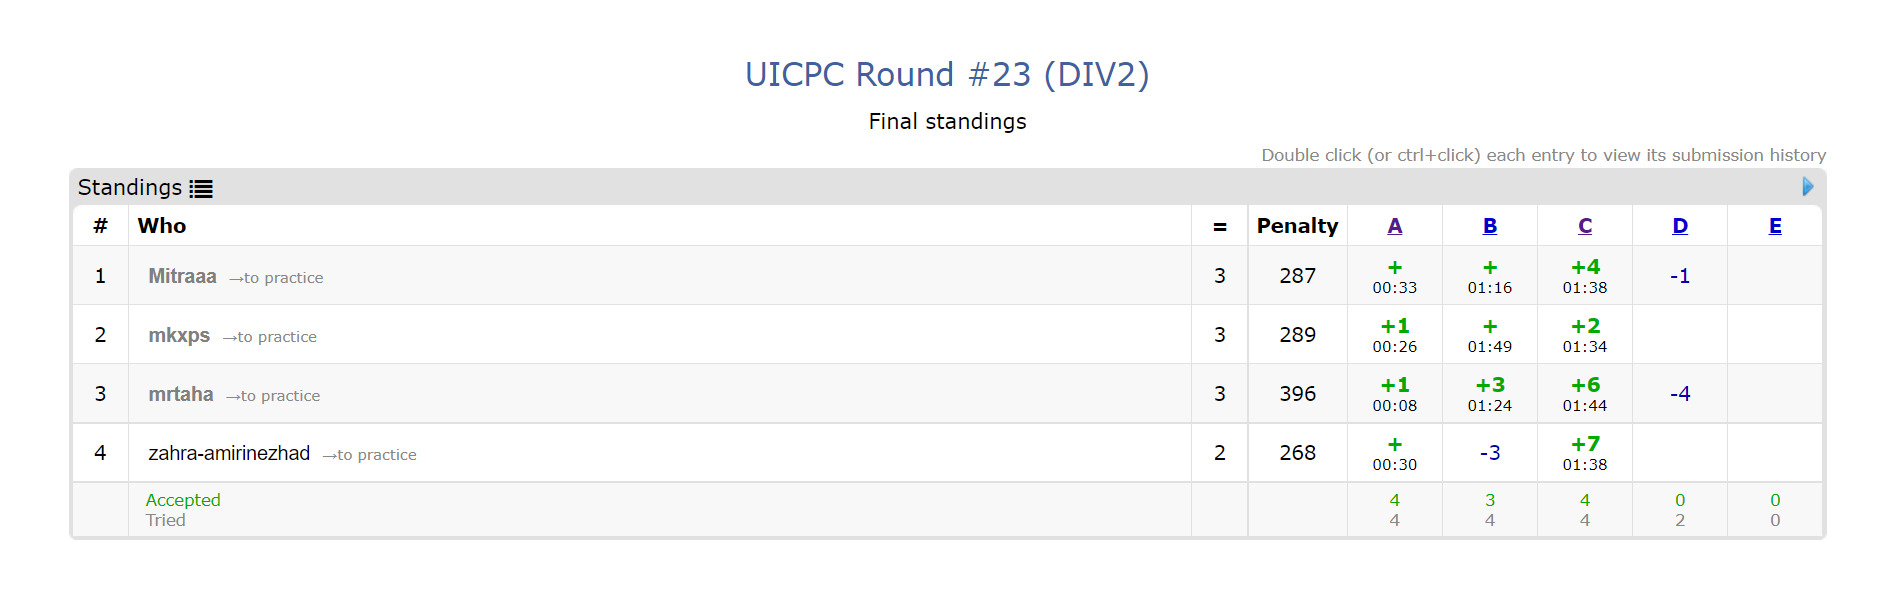 UICPC Round #23 (DIV2)
Final standings
Double click (or ctrl+click) each entry to view its submission history
Standings
# Who = Penalty A B C D E
1 Mitraaa →to practice 3 287 + 00:33 + 01:16 +4 01:38 -1
2 mkxps →to practice 3 289 +1 00:26 + 01:49 +2 01:34
3 mrtaha →to practice 3 396 +1 00:08 +3 01:24 +6 01:44 -4
4 zahra-amirinezhad →to practice 2 268 + 00:30 -3 +7 01:38
Accepted 4 3 4 0 0
Tried 4 4 4 2 0